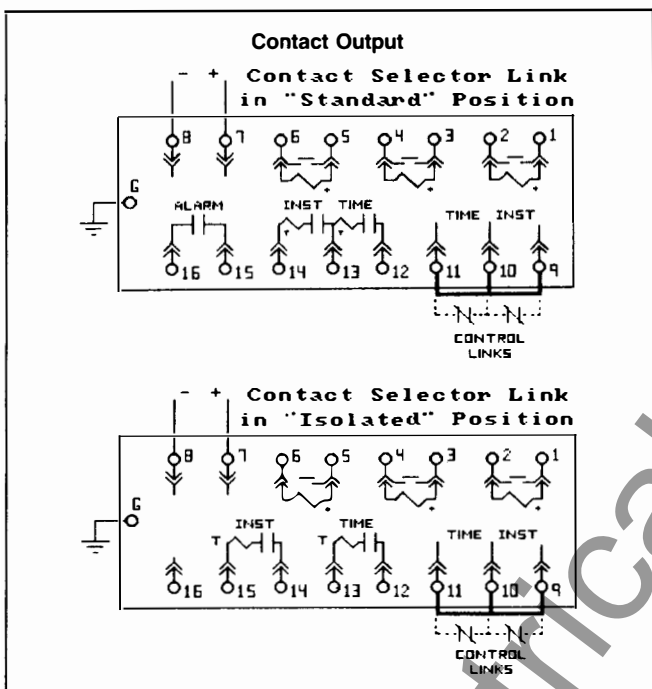 Contact Output
- + Contact Selector Link
in "Standard" Position
8 7 6 5 4 3 2 1
G
ALARM INST TIME TIME INST
T T
+ + +
16 15 14 13 12 11 10 9
CONTROL
LINKS
- + Contact Selector Link
in "Isolated" Position
8 7 6 5 4 3 2 1
G
INST TIME TIME INST
T T
+ + +
16 15 14 13 12 11 10 9
CONTROL
LINKS
trical